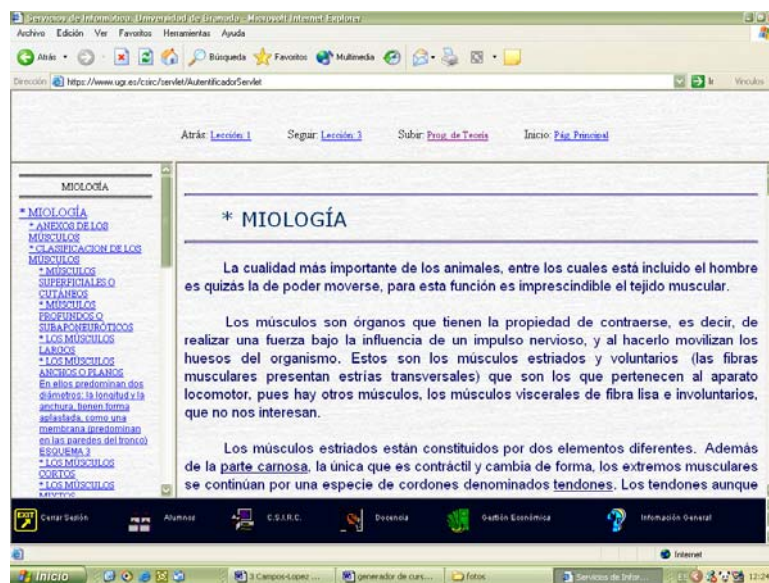 Servicios de Informática. Universidad de Granada - Microsoft Internet Explorer
Archivo Edición Ver Favoritos Herramientas Ayuda
Atrás Búsqueda Favoritos Multimedia
Dirección https://www.ugr.es/csirc/servlet/AutentificadorServlet Ir Vínculos
Atrás: Lección 1 Seguir: Lección 3 Subir: Prog. de Teoría Inicio: Pág. Principal
MIOLOGÍA
* MIOLOGÍA
* ANEXOS DE LOS
MÚSCULOS
* CLASIFICACION DE LOS
MÚSCULOS
* MÚSCULOS
SUPERFICIALES O
CUTÁNEOS
* MÚSCULOS
PROFUNDOS O
SUBAPONEURÓTICOS
* LOS MÚSCULOS
LARGOS
* LOS MÚSCULOS
ANCHOS O PLANOS
En ellos predominan dos
diámetros: la longitud y la
anchura, tienen forma
aplastada, como una
membrana (predominan
en las paredes del tronco)
ESQUEMA 3
* LOS MÚSCULOS
CORTOS
* LOS MÚSCULOS
MIXTOS
* MIOLOGÍA
La cualidad más importante de los animales, entre los cuales está incluido el hombre
es quizás la de poder moverse, para esta función es imprescindible el tejido muscular.
Los músculos son órganos que tienen la propiedad de contraerse, es decir, de
realizar una fuerza bajo la influencia de un impulso nervioso, y al hacerlo movilizan los
huesos del organismo. Estos son los músculos estriados y voluntarios (las fibras
musculares presentan estrías transversales) que son los que pertenecen al aparato
locomotor, pues hay otros músculos, los músculos viscerales de fibra lisa e involuntarios,
que no nos interesan.
Los músculos estriados están constituidos por dos elementos diferentes. Además
de la parte carnosa, la única que es contráctil y cambia de forma, los extremos musculares
se continúan por una especie de cordones denominados tendones. Los tendones aunque
EXIT Cerrar Sesión Alumnos C.S.I.R.C. Docencia Gestión Económica Información General
Internet
Inicio 3 Campos-Lopez ... generador de curs... fotos Servicios de Infor... ES 12:24